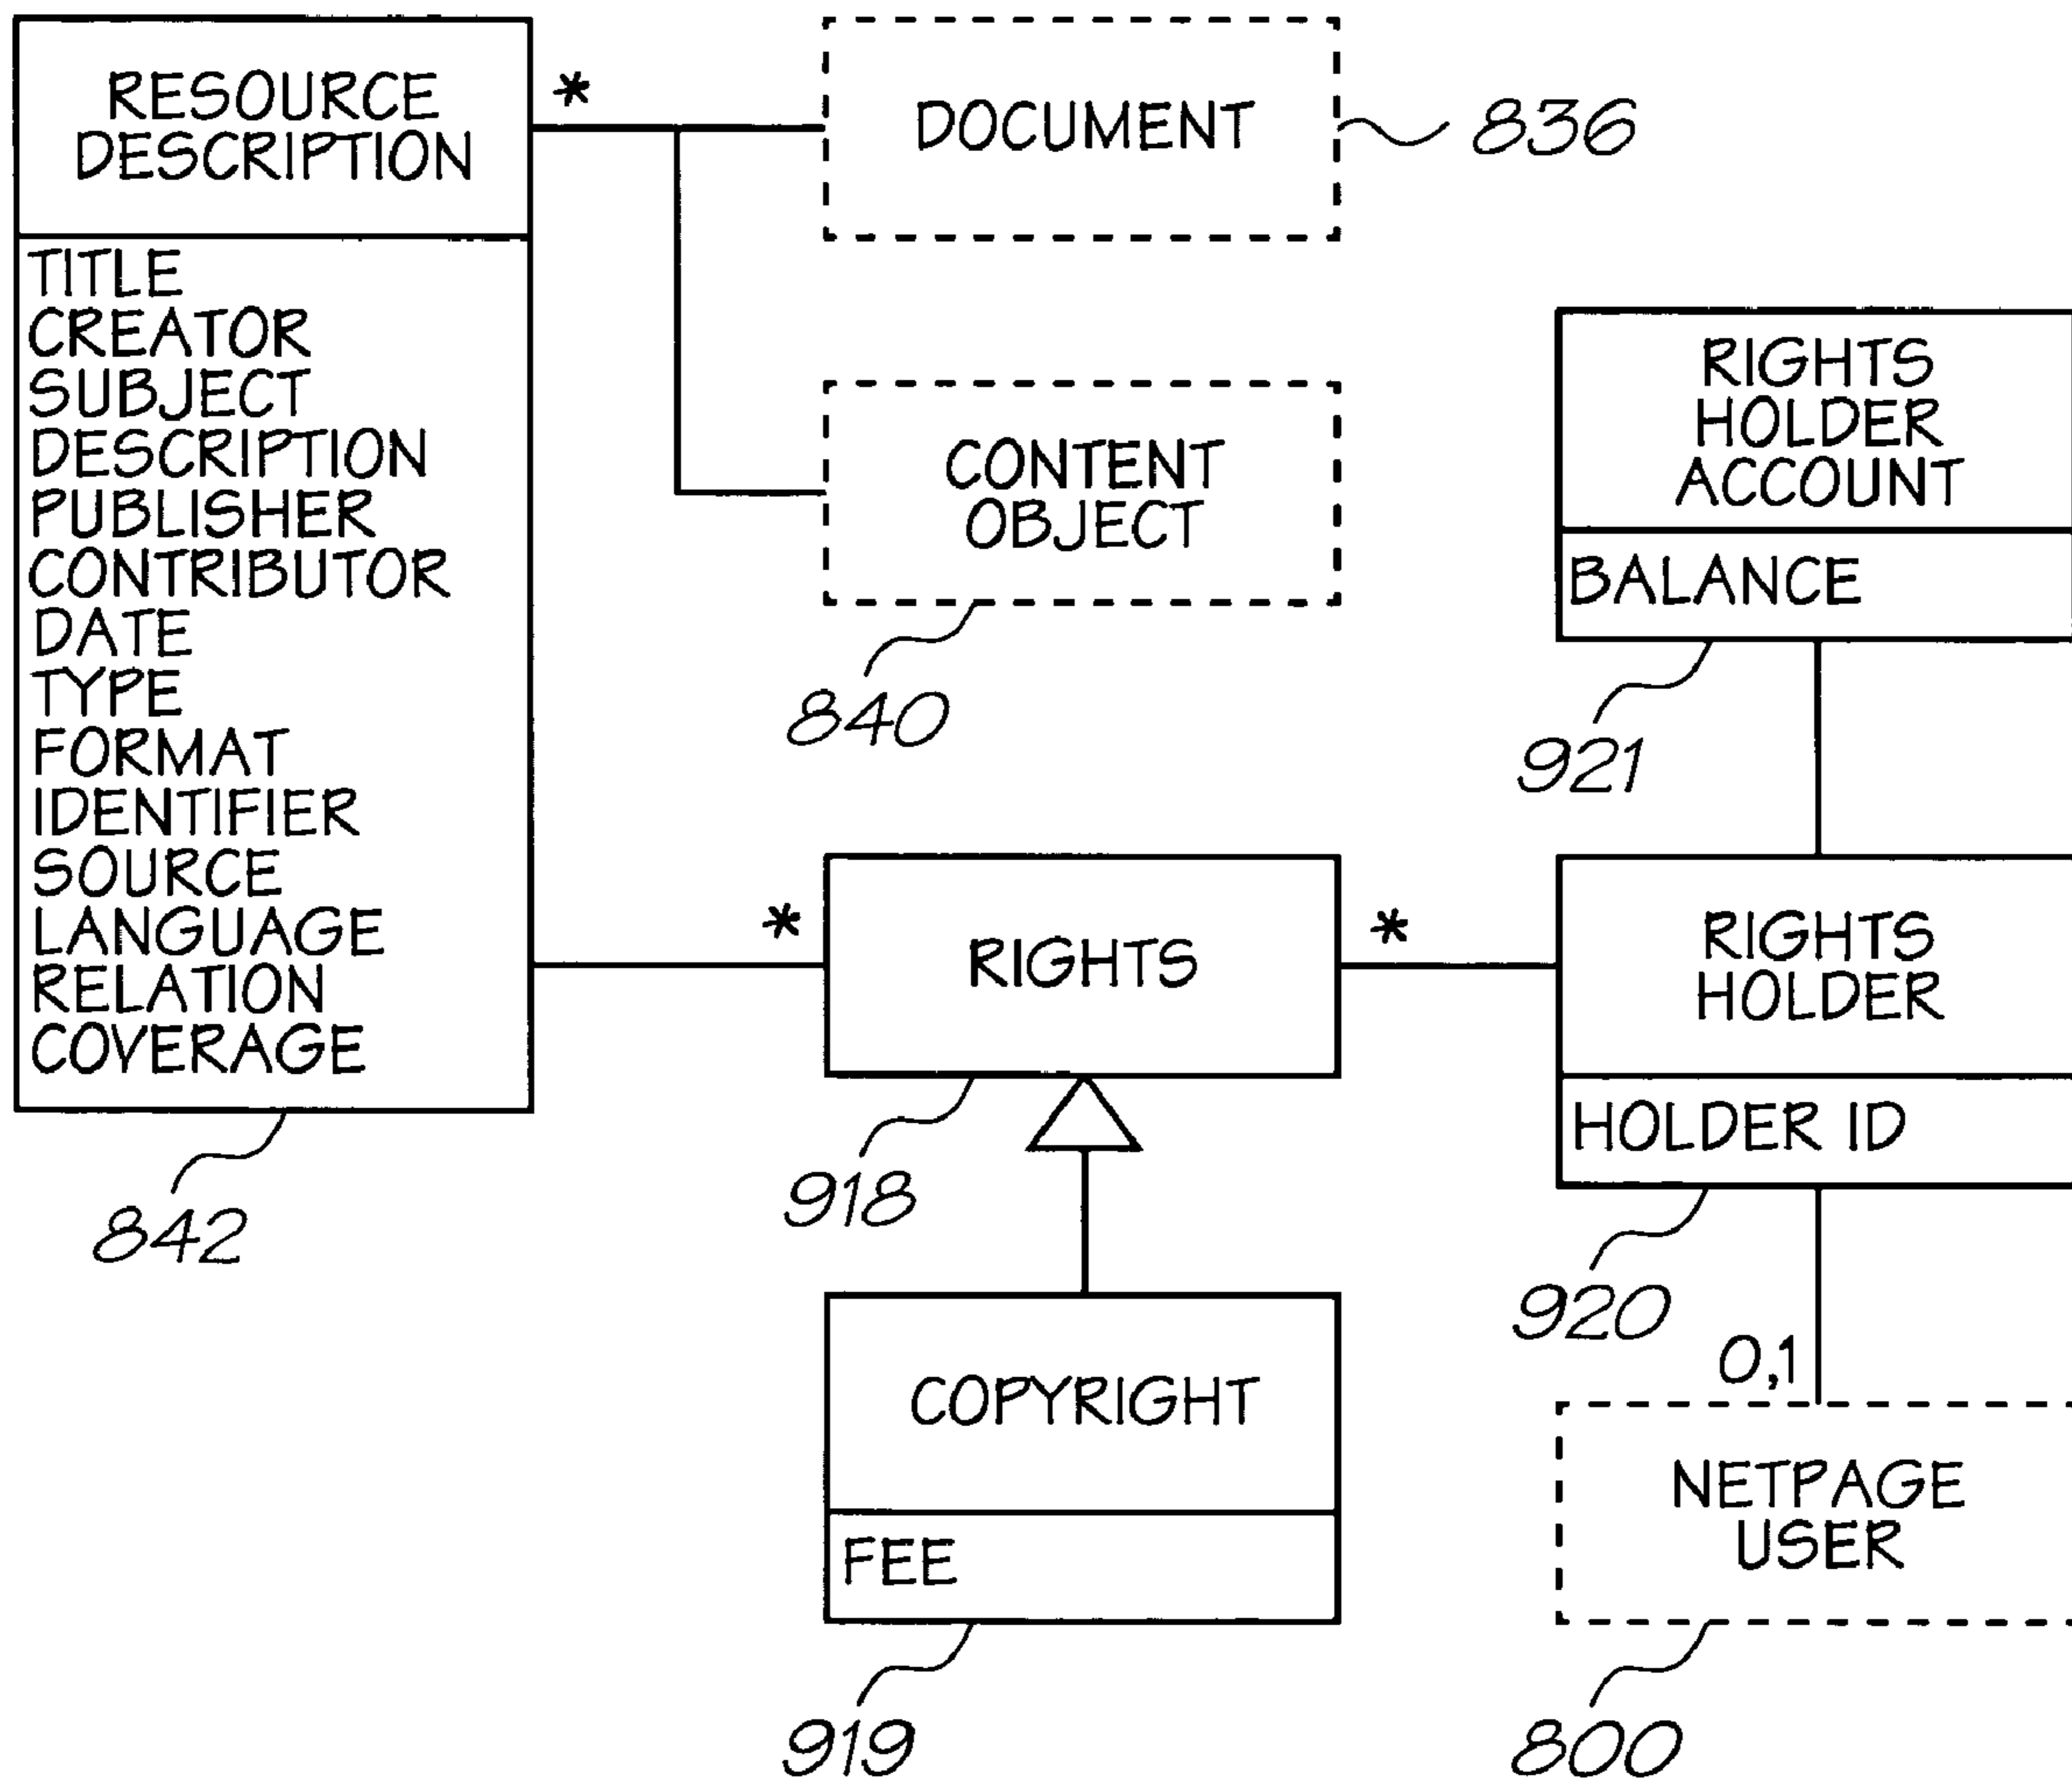 RESOURCE
DESCRIPTION
TITLE
CREATOR
SUBJECT
DESCRIPTION
PUBLISHER
CONTRIBUTOR
DATE
TYPE
FORMAT
IDENTIFIER
SOURCE
LANGUAGE
RELATION
COVERAGE
842
*
DOCUMENT
836
CONTENT
OBJECT
840
RIGHTS
HOLDER
ACCOUNT
BALANCE
921
*
RIGHTS
918
*
RIGHTS
HOLDER
HOLDER ID
920
COPYRIGHT
FEE
919
0,1
NETPAGE
USER
800